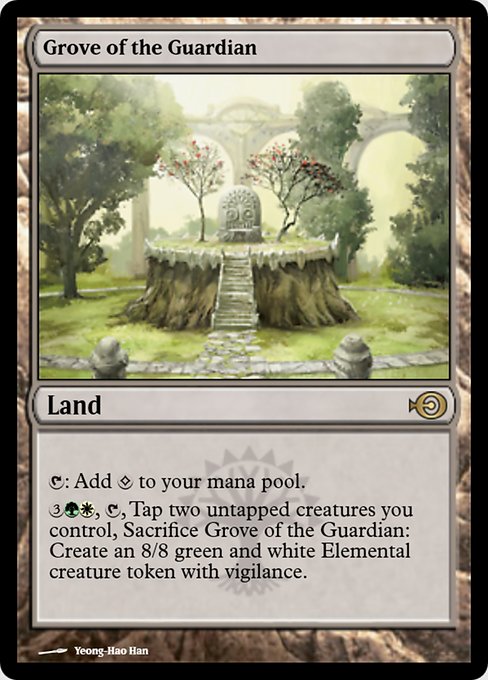 Grove of the Guardian
Land
: Add to your mana pool.
3, , Tap two untapped creatures you
control, Sacrifice Grove of the Guardian:
Create an 8/8 green and white Elemental
creature token with vigilance.
Yeong-Hao Han